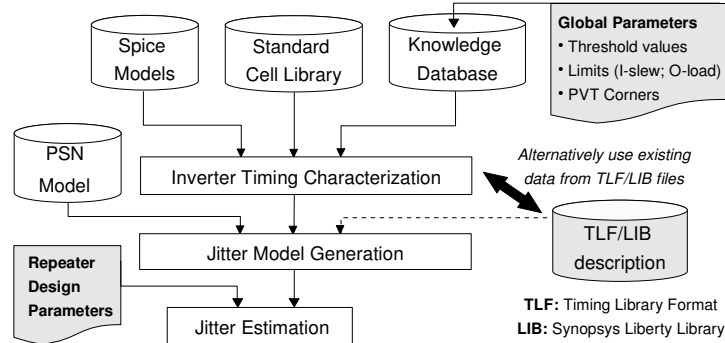 Spice
Models
Standard
Cell Library
Knowledge
Database
Global Parameters
• Threshold values
• Limits (I-slew; O-load)
• PVT Corners
PSN
Model
Inverter Timing Characterization
Alternatively use existing
data from TLF/LIB files
Jitter Model Generation
TLF/LIB
description
Repeater
Design
Parameters
Jitter Estimation
TLF: Timing Library Format
LIB: Synopsys Liberty Library